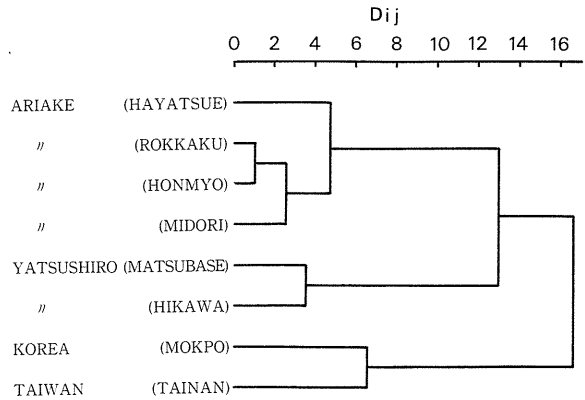 Dij
0 2 4 6 8 10 12 14 16
ARIAKE (HAYATSUE)
〃 (ROKKAKU)
〃 (HONMYO)
〃 (MIDORI)
YATSUSHIRO (MATSUBASE)
〃 (HIKAWA)
KOREA (MOKPO)
TAIWAN (TAINAN)